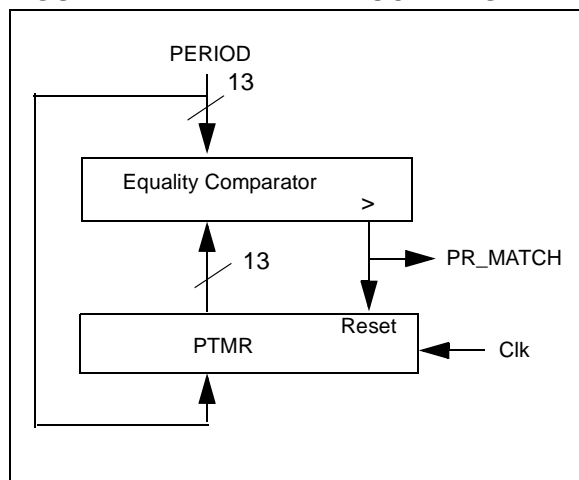 PERIOD
13
Equality Comparator
>
PR_MATCH
13
Reset
PTMR
Clk